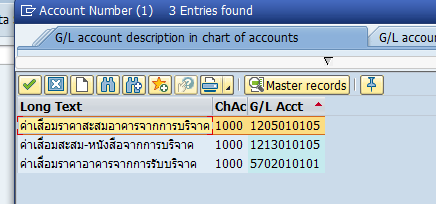 Account Number (1) 3 Entries found
G/L account description in chart of accounts
G/L accou
Master records
Long Text ChAc G/L Acct
ค่าเสื่อมราคาสะสมอาคารจากการบริจาค 1000 1205010105
ค่าเสื่อมสะสม-หนังสือจากการบริจาค 1000 1213010105
ค่าเสื่อมราคาอาคารจากการรับบริจาค 1000 5702010101